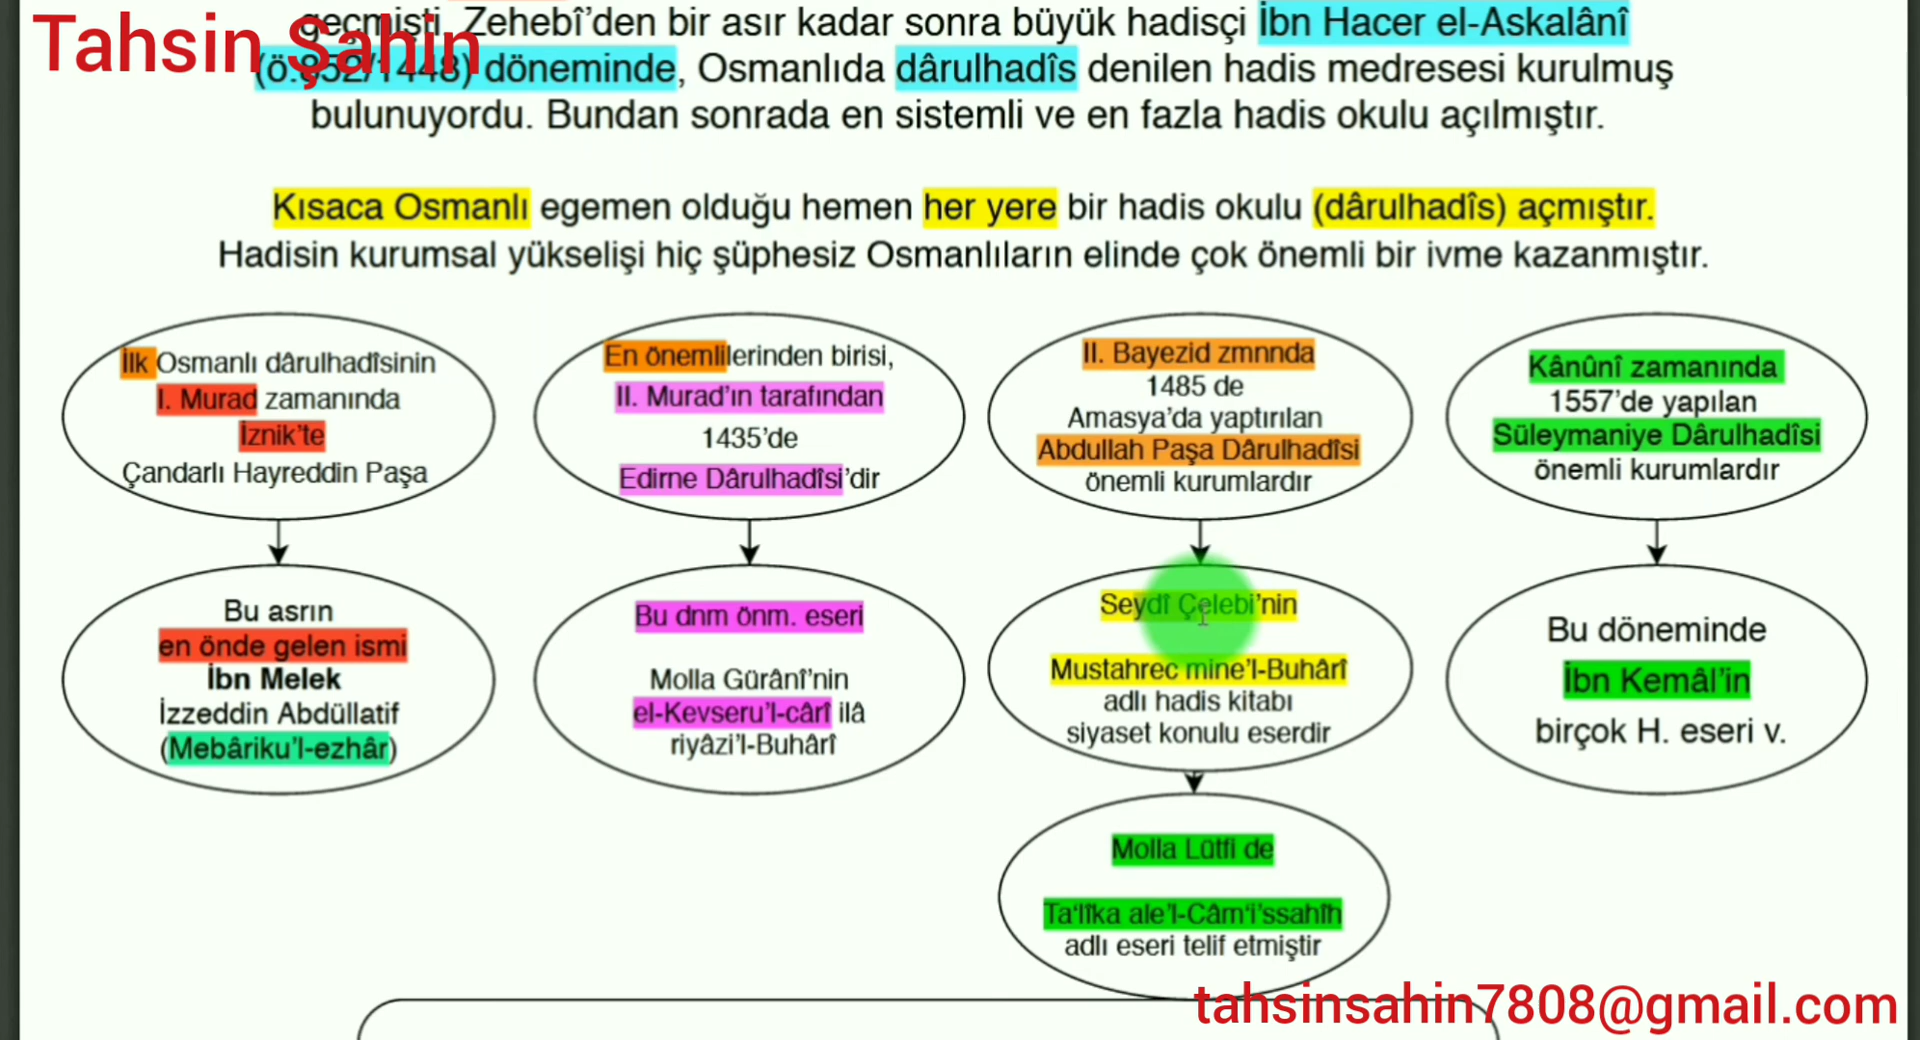 Tahsin Şahin
geçmişti. Zehebî’den bir asır kadar sonra büyük hadisçi İbn Hacer el-Askalânî
(ö.852/1448) döneminde, Osmanlıda dârulhadîs denilen hadis medresesi kurulmuş
bulunuyordu. Bundan sonrada en sistemli ve en fazla hadis okulu açılmıştır.
Kısaca Osmanlı egemen olduğu hemen her yere bir hadis okulu (dârulhadîs) açmıştır.
Hadisin kurumsal yükselişi hiç şüphesiz Osmanlıların elinde çok önemli bir ivme kazanmıştır.
İlk Osmanlı dârulhadîsinin
I. Murad zamanında
İznik’te
Çandarlı Hayreddin Paşa
En önemlilerinden birisi,
II. Murad’ın tarafından
1435’de
Edirne Dârulhadîsi’dir
II. Bayezid zmnnda
1485 de
Amasya’da yaptırılan
Abdullah Paşa Dârulhadîsi
önemli kurumlardır
Kânûnî zamanında
1557’de yapılan
Süleymaniye Dârulhadîsi
önemli kurumlardır
Bu asrın
en önde gelen ismi
İbn Melek
İzzeddin Abdüllatif
(Mebâriku’l-ezhâr)
Bu dnm önm. eseri
Molla Gürânî’nin
el-Kevseru’l-cârî ilâ
riyâzi’l-Buhârî
Seydî Çelebi’nin
Mustahrec mine’l-Buhârî
adlı hadis kitabı
siyaset konulu eserdir
Bu döneminde
İbn Kemâl’in
birçok H. eseri v.
Molla Lütfi de
Ta‘lîka ale’l-Câm‘i’ssahîh
adlı eseri telif etmiştir
tahsinsahin7808@gmail.com